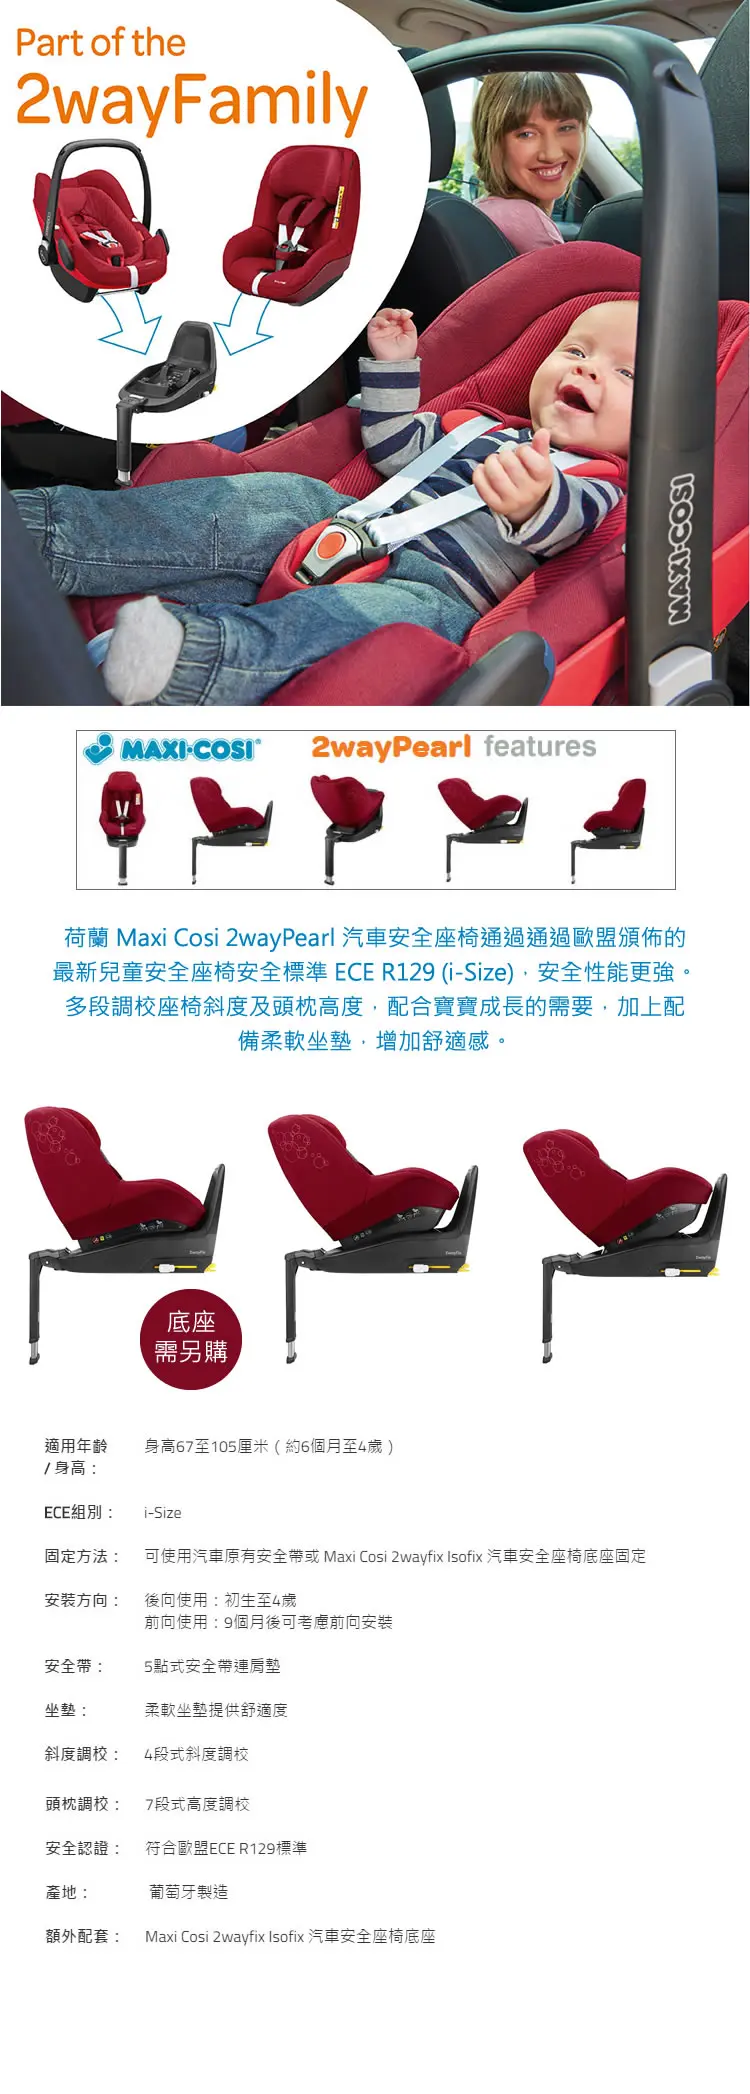 Part of the
2wayFamily
MAXI-COSI
MAXI-COSI® 2wayPearl features
荷蘭 Maxi Cosi 2wayPearl 汽車安全座椅通過通過歐盟頒佈的
最新兒童安全座椅安全標準 ECE R129 (i-Size)，安全性能更強。
多段調校座椅斜度及頭枕高度，配合寶寶成長的需要，加上配
備柔軟坐墊，增加舒適感。
底座
需另購
適用年齡 身高67至105厘米（約6個月至4歲）
/ 身高：
ECE組別： i-Size
固定方法： 可使用汽車原有安全帶或 Maxi Cosi 2wayfix Isofix 汽車安全座椅底座固定
安裝方向： 後向使用：初生至4歲
前向使用：9個月後可考慮前向安裝
安全帶： 5點式安全帶連肩墊
坐墊： 柔軟坐墊提供舒適度
斜度調校： 4段式斜度調校
頭枕調校： 7段式高度調校
安全認證： 符合歐盟ECE R129標準
產地： 葡萄牙製造
額外配套： Maxi Cosi 2wayfix Isofix 汽車安全座椅底座